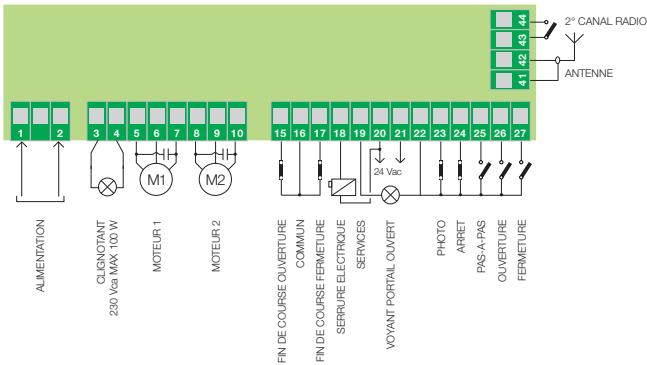 44
43
2° CANAL RADIO
42
41
ANTENNE
1 2 3 4 5 6 7 8 9 10 15 16 17 18 19 20 21 22 23 24 25 26 27
M1 M2
24 Vac
ALIMENTATION
CLIGNOTANT
230 Vca MAX 100 W
MOTEUR 1
MOTEUR 2
FIN DE COURSE OUVERTURE
COMMUN
FIN DE COURSE FERMETURE
SERRURE ELECTRIQUE
SERVICES
VOYANT PORTAIL OUVERT
PHOTO
ARRET
PAS-A-PAS
OUVERTURE
FERMETURE